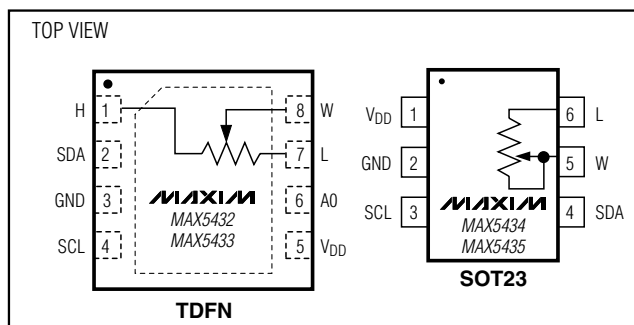 TOP VIEW
H 1
SDA 2
GND 3
SCL 4
8 W
7 L
6 A0
5 VDD
MAXIM
MAX5432
MAX5433
TDFN
VDD 1
GND 2
SCL 3
6 L
5 W
4 SDA
MAXIM
MAX5434
MAX5435
SOT23